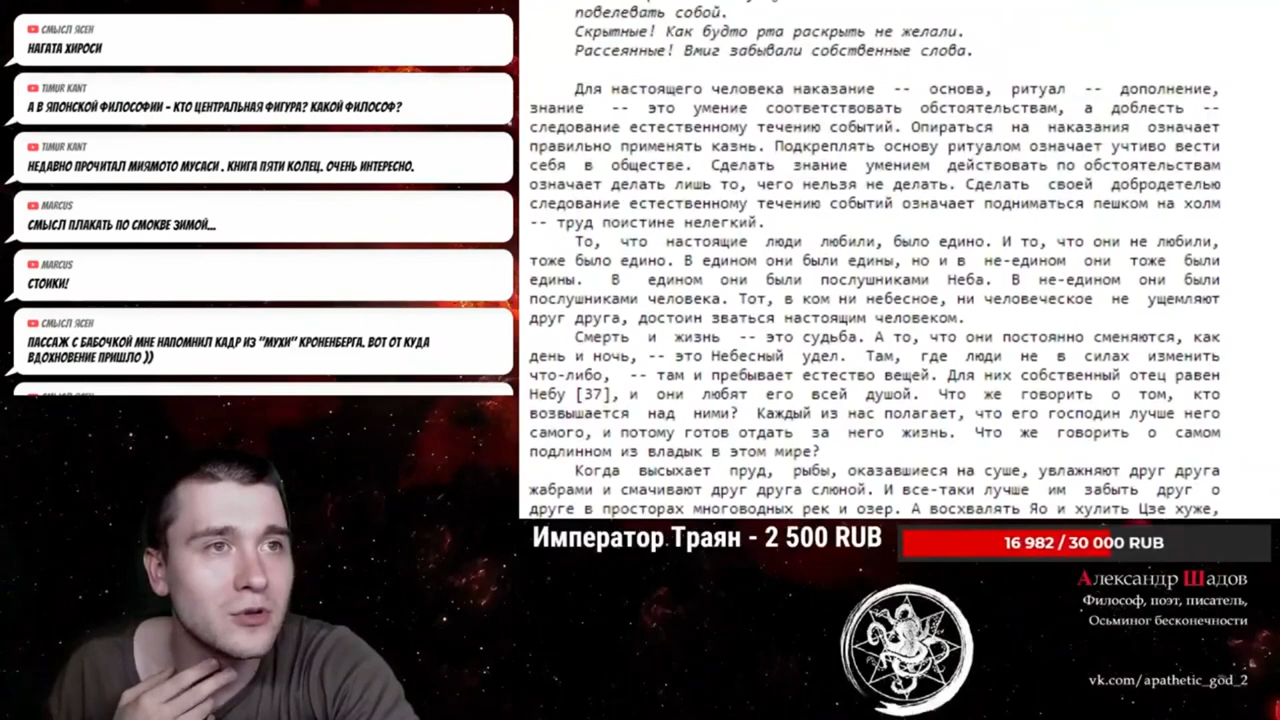 СМЫСЛ ЯСЕН
НАГАТА ХИРОСИ
TIMUR KANT
А В ЯПОНСКОЙ ФИЛОСОФИИ - КТО ЦЕНТРАЛЬНАЯ ФИГУРА? КАКОЙ ФИЛОСОФ?
TIMUR KANT
НЕДАВНО ПРОЧИТАЛ МИЯМОТО МУСАСИ . КНИГА ПЯТИ КОЛЕЦ. ОЧЕНЬ ИНТЕРЕСНО.
MARCUS
СМЫСЛ ПЛАКАТЬ ПО СМОКВЕ ЗИМОЙ...
MARCUS
СТОИКИ!
СМЫСЛ ЯСЕН
ПАССАЖ С БАБОЧКОЙ МНЕ НАПОМНИЛ КАДР ИЗ "МУХИ" КРОНЕНБЕРГА. ВОТ ОТ КУДА
ВДОХНОВЕНИЕ ПРИШЛО ))
повелевать собой.
Скрытные! Как будто рта раскрыть не желали.
Рассеянные! Вмиг забывали собственные слова.
Для настоящего человека наказание -- основа, ритуал -- дополнение,
знание -- это умение соответствовать обстоятельствам, а доблесть --
следование естественному течению событий. Опираться на наказания означает
правильно применять казнь. Подкреплять основу ритуалом означает учтиво вести
себя в обществе. Сделать знание умением действовать по обстоятельствам
означает делать лишь то, чего нельзя не делать. Сделать своей добродетелью
следование естественному течению событий означает подниматься пешком на холм
-- труд поистине нелегкий.
То, что настоящие люди любили, было едино. И то, что они не любили,
тоже было едино. В едином они были едины, но и в не-едином они тоже были
едины. В едином они были послушниками Неба. В не-едином они были
послушниками человека. Тот, в ком ни небесное, ни человеческое не ущемляют
друг друга, достоин зваться настоящим человеком.
Смерть и жизнь -- это судьба. А то, что они постоянно сменяются, как
день и ночь, -- это Небесный удел. Там, где люди не в силах изменить
что-либо, -- там и пребывает естество вещей. Для них собственный отец равен
Небу [37], и они любят его всей душой. Что же говорить о том, кто
возвышается над ними? Каждый из нас полагает, что его господин лучше него
самого, и потому готов отдать за него жизнь. Что же говорить о самом
подлинном из владык в этом мире?
Когда высыхает пруд, рыбы, оказавшиеся на суше, увлажняют друг друга
жабрами и смачивают друг друга слюной. И все-таки лучше им забыть друг о
друге в просторах многоводных рек и озер. А восхвалять Яо и хулить Цзе хуже,
Император Траян - 2 500 RUB
16 982 / 30 000 RUB
Александр Шадов
Философ, поэт, писатель,
Осьминог бесконечности
vk.com/apathetic_god_2